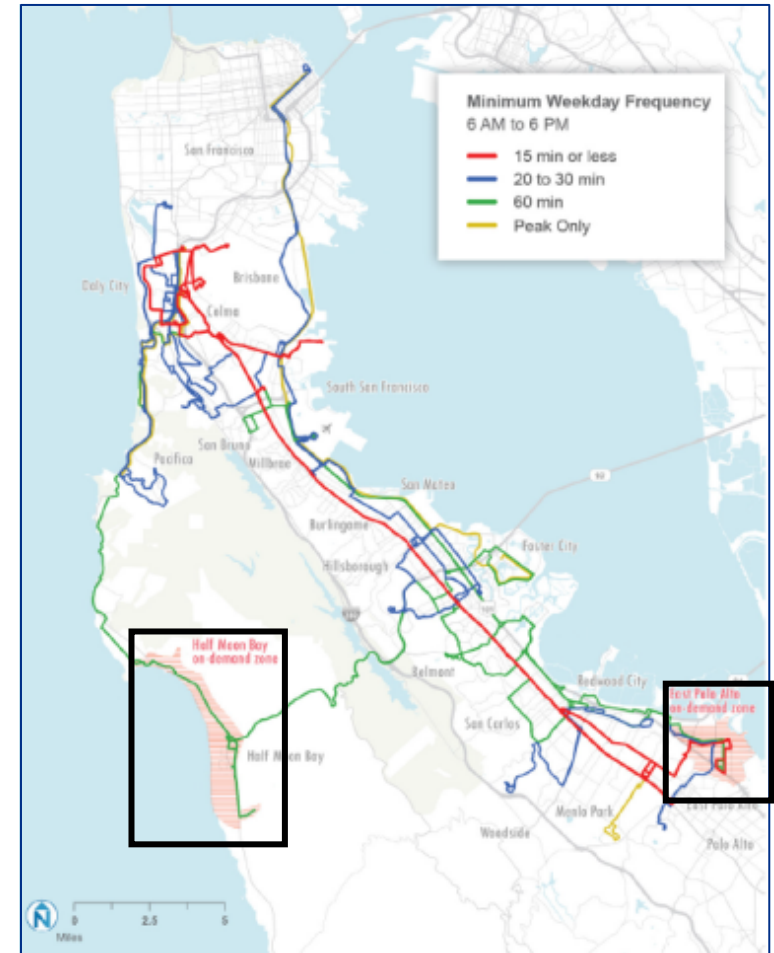 Minimum Weekday Frequency
6 AM to 6 PM
15 min or less
20 to 30 min
60 min
Peak Only
San Francisco
Daly City
Brisbane
Colma
South San Francisco
San Bruno
Pacifica
Millbrae
San Mateo
92
Burlingame
Foster City
Hillsborough
101
Half Moon Bay
on-demand zone
Belmont
Redwood City
East Palo Alto
on-demand zone
San Carlos
Half Moon Bay
Menlo Park
East Palo Alto
Woodside
Palo Alto
N
0
2.5
5
Miles